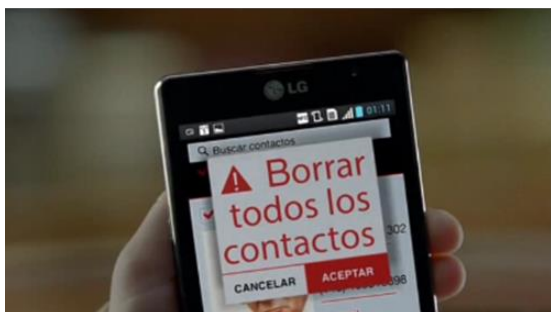 LG
01:11
Buscar contactos
Borrar
todos los
contactos
302
CANCELAR ACEPTAR